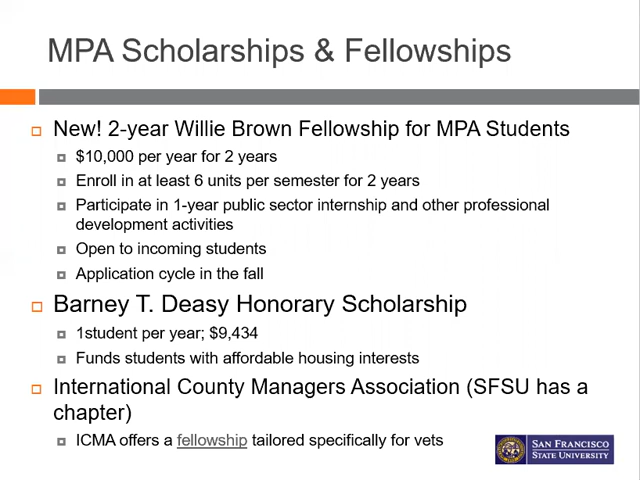 MPA Scholarships & Fellowships
New! 2-year Willie Brown Fellowship for MPA Students
$10,000 per year for 2 years
Enroll in at least 6 units per semester for 2 years
Participate in 1-year public sector internship and other professional
development activities
Open to incoming students
Application cycle in the fall
Barney T. Deasy Honorary Scholarship
1student per year; $9,434
Funds students with affordable housing interests
International County Managers Association (SFSU has a
chapter)
ICMA offers a fellowship tailored specifically for vets
SAN FRANCISCO
STATE UNIVERSITY